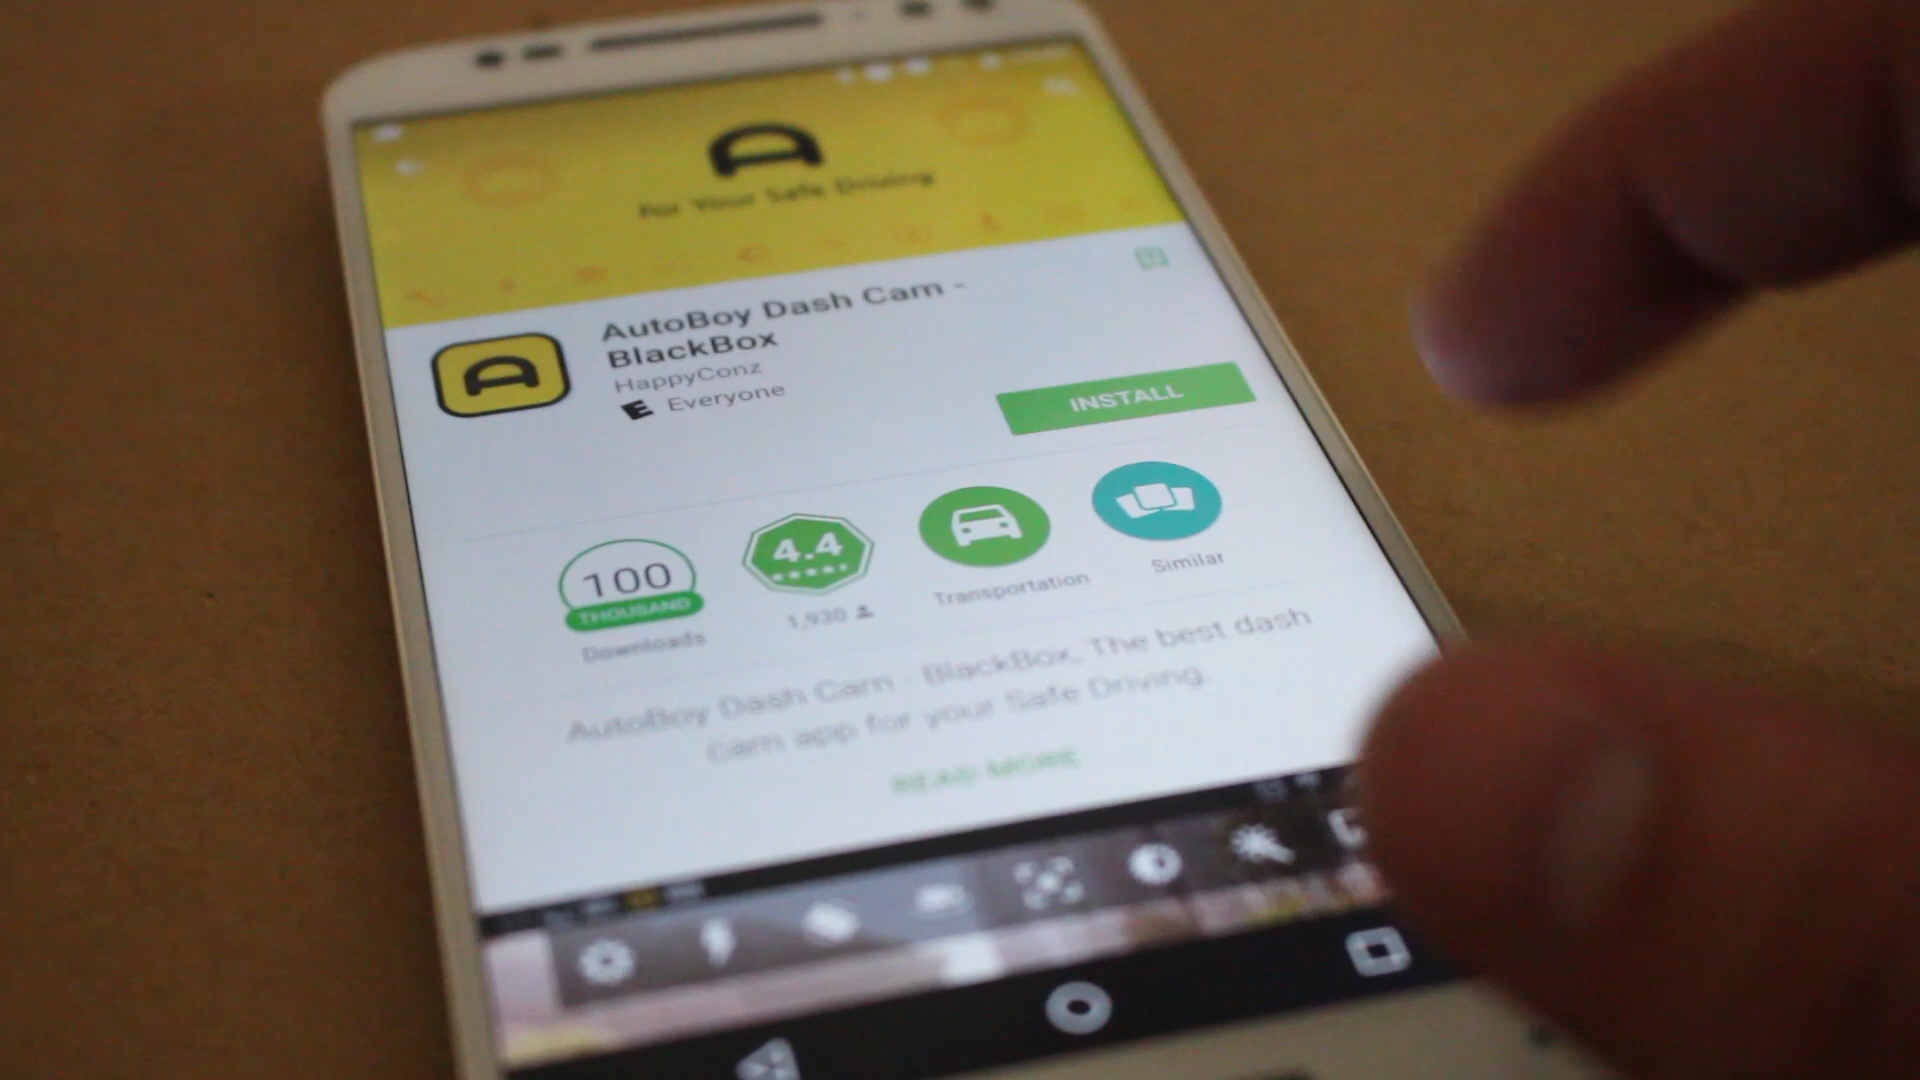 For Your Safe Driving
AutoBoy Dash Cam -
BlackBox
HappyConz
E Everyone
INSTALL
100
THOUSAND
Downloads
4.4
1,930
Transportation
Similar
AutoBoy Dash Cam - BlackBox, The best dash
cam app for your Safe Driving.
READ MORE